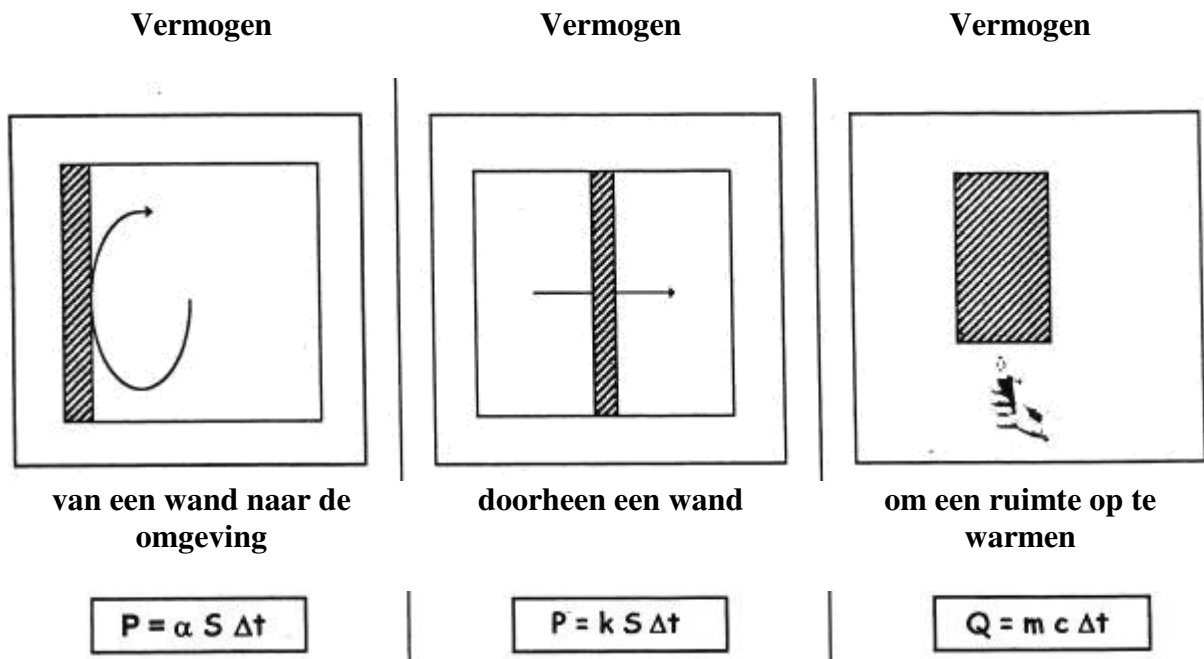 Vermogen
Vermogen
Vermogen
van een wand naar de
omgeving
doorheen een wand
om een ruimte op te
warmen
P = α S Δt
P = k S Δt
Q = m c Δt